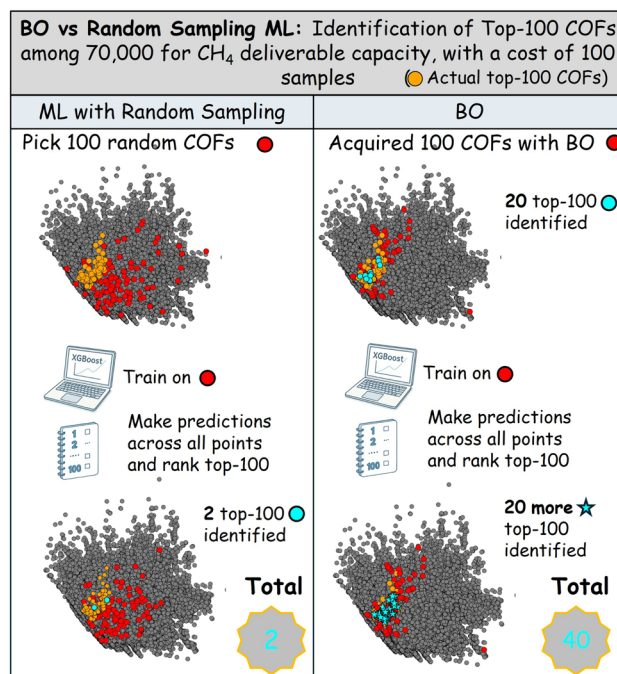 BO vs Random Sampling ML: Identification of Top-100 COFs
among 70,000 for CH₄ deliverable capacity, with a cost of 100
samples (Actual top-100 COFs)
ML with Random Sampling
Pick 100 random COFs
XGBoost
Train on
1
2
100
Make predictions
across all points
and rank top-100
2 top-100
identified
Total
2
BO
Acquired 100 COFs with BO
20 top-100
identified
XGBoost
Train on
1
2
100
Make predictions
across all points
and rank top-100
20 more
top-100
identified
Total
40